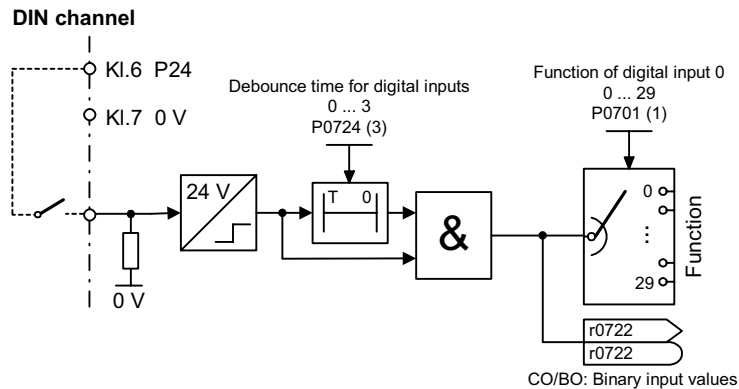 DIN channel
Kl.6 P24
Kl.7 0 V
Debounce time for digital inputs
0 ... 3
P0724 (3)
Function of digital input 0
0 ... 29
P0701 (1)
24 V
T 0
&
0
...
29
Function
0 V
r0722
r0722
CO/BO: Binary input values